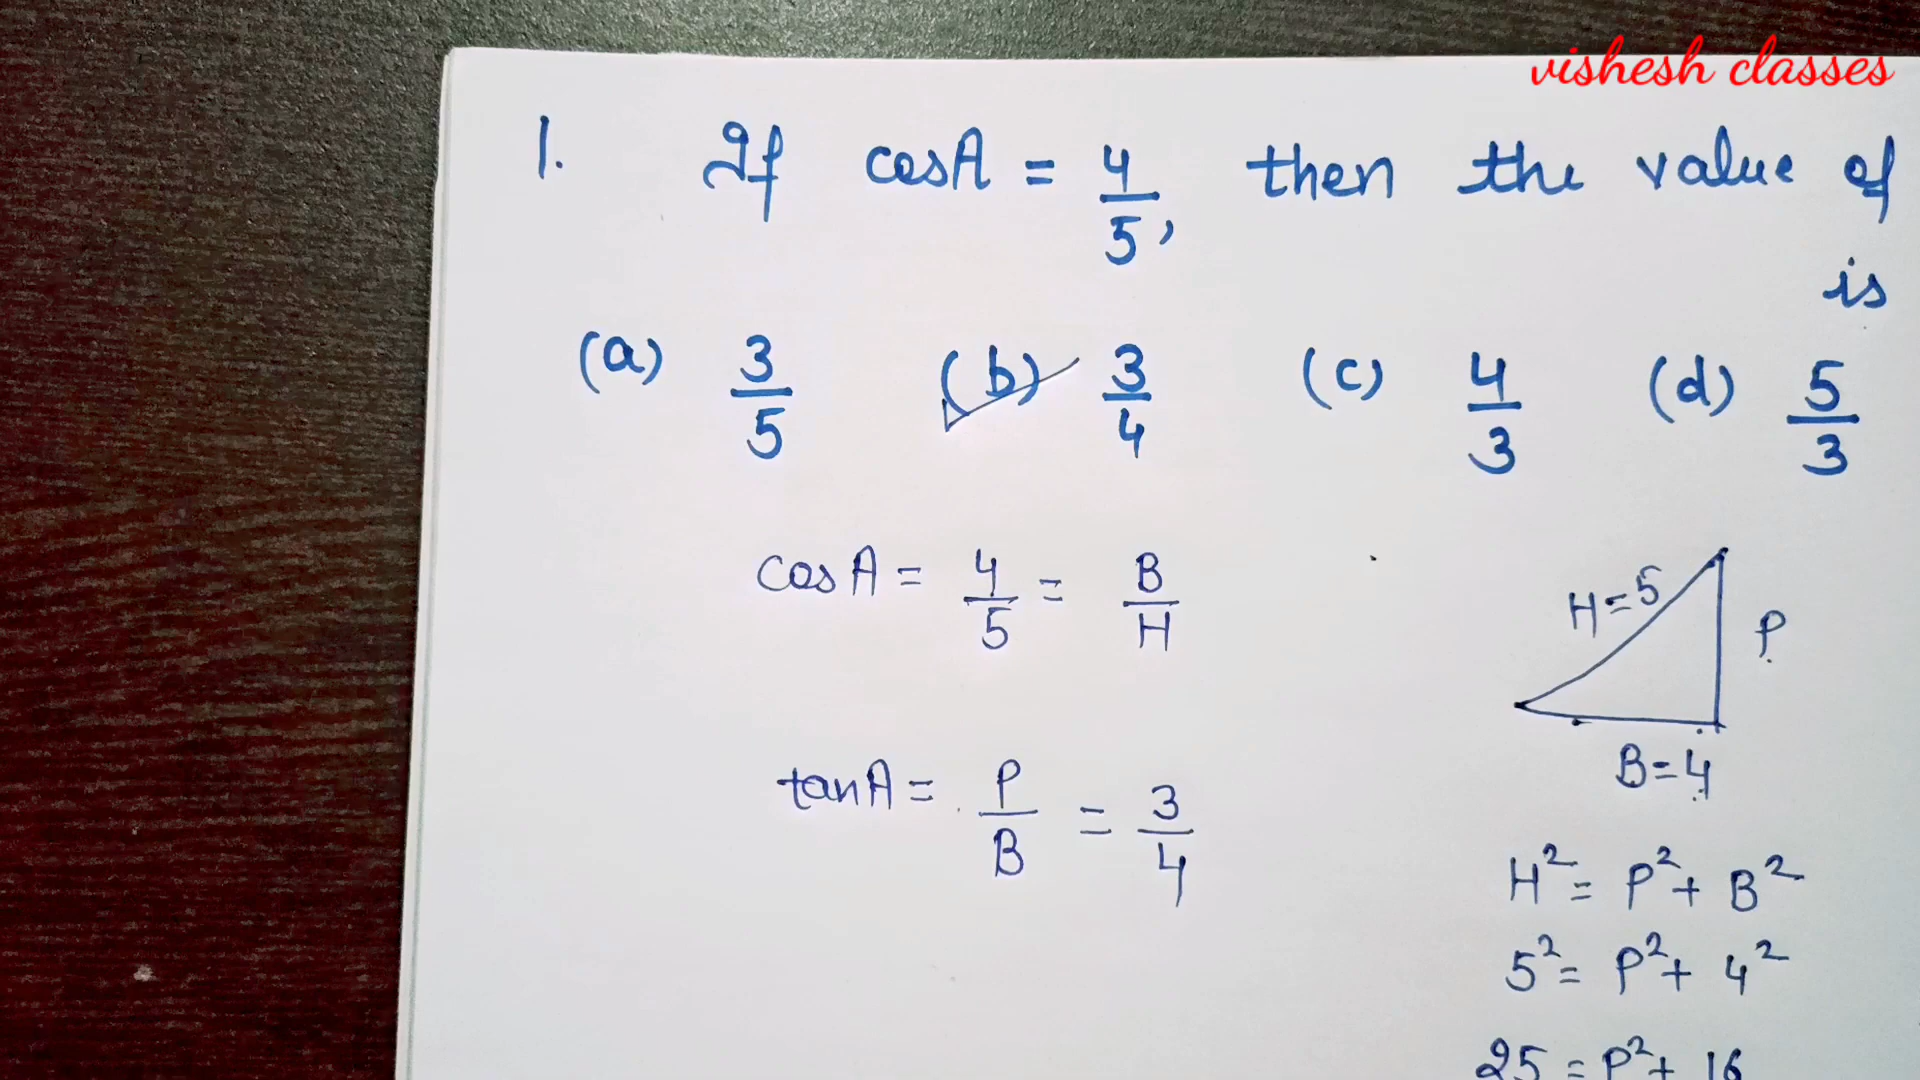 vishesh classes
1. If cosA = 4/5, then the value of
is
(a) 3/5 (b) 3/4 (c) 4/3 (d) 5/3
cosA = 4/5 = B/H
H=5
P
B=4
tanA = P/B = 3/4
H² = P² + B²
5² = P² + 4²
25 = P² + 16